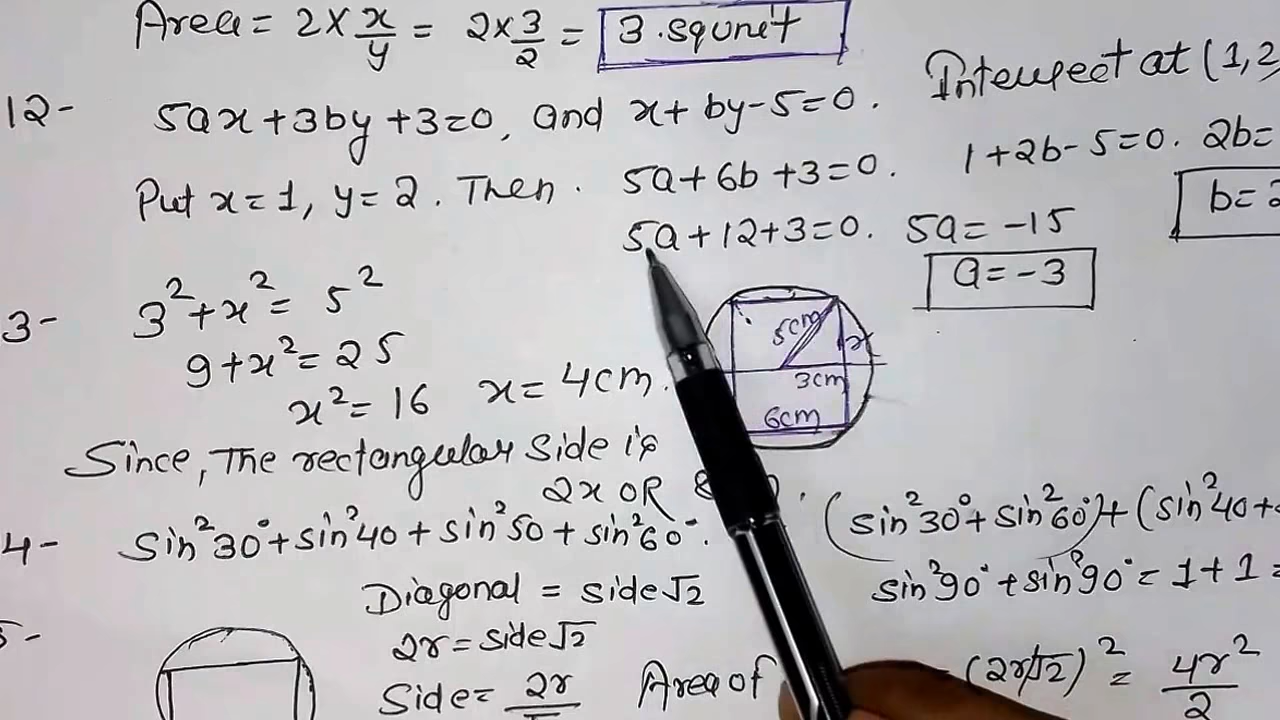 Area = 2 × x/y = 2×3/2 = 3.squnit
12- 5ax+3by+3=0, and x+by-5=0. Intersect at (1,2
Put x=1, y=2. Then. 5a+6b+3=0. 1+2b-5=0. 2b=
5a+12+3=0. 5a= -15 b=2
a= -3
3- 3²+x²= 5²
9+x²=25
x²=16 x= 4cm.
5cm x
3cm
6cm
Since, The rectangular side is
2x OR 8
4- sin²30°+sin²40+sin²50+sin²60°. (sin²30°+sin²60°)+(sin²40+
sin²90°+sin²90°=1+1=
Diagonal = side√2
5- 2r=side√2
Side= 2r Area of (2r/√2)² = 4r²/2